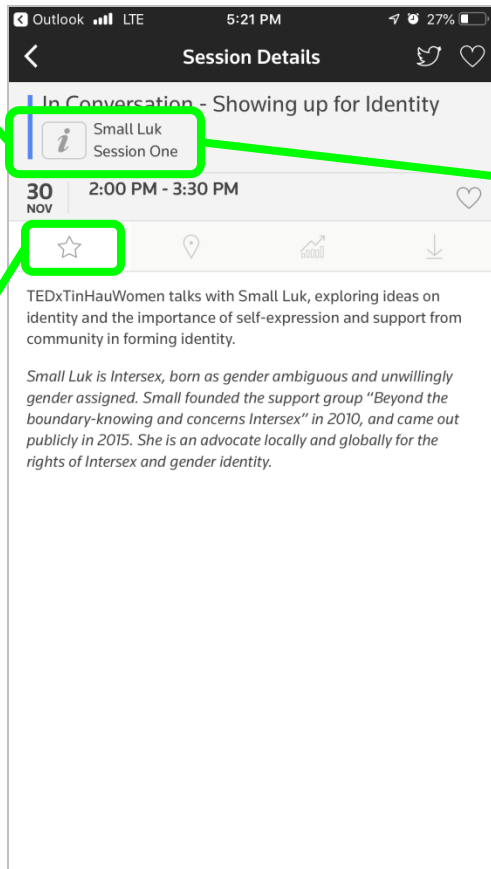 Outlook LTE 5:21 PM 27%
Session Details
In Conversation - Showing up for Identity
i Small Luk
Session One
30 2:00 PM - 3:30 PM
NOV
TEDxTinHauWomen talks with Small Luk, exploring ideas on
identity and the importance of self-expression and support from
community in forming identity.
Small Luk is Intersex, born as gender ambiguous and unwillingly
gender assigned. Small founded the support group “Beyond the
boundary-knowing and concerns Intersex” in 2010, and came out
publicly in 2015. She is an advocate locally and globally for the
rights of Intersex and gender identity.